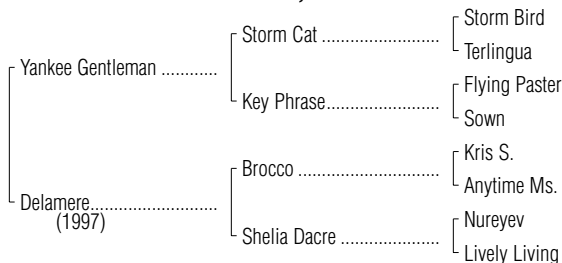 Storm Bird
Storm Cat ..............................
Terlingua
Yankee Gentleman ............
Flying Paster
Key Phrase.............................
Sown
Kris S.
Brocco ....................................
Anytime Ms.
Delamere...........................
(1997)
Nureyev
Shelia Dacre .........................
Lively Living